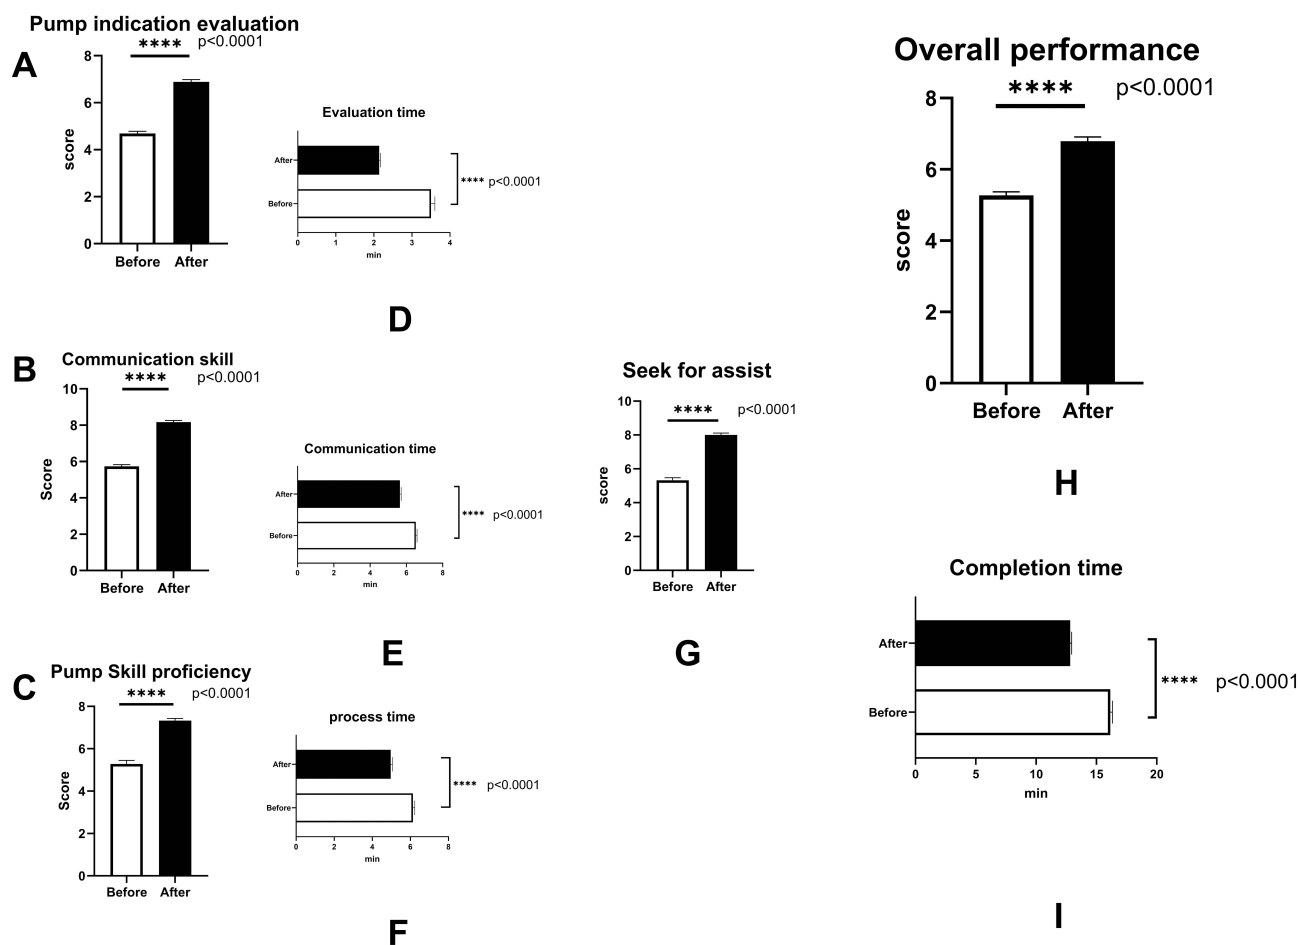 Pump indication evaluation
A
**** p<0.0001
8
6
4
2
0
score
Before After
Evaluation time
After
Before
**** p<0.0001
0 1 2 3 4
min
D
B
Communication skill
**** p<0.0001
10
8
6
4
2
0
Score
Before After
Communication time
After
Before
**** p<0.0001
0 2 4 6 8
min
E
C
Pump Skill proficiency
**** p<0.0001
8
6
4
2
0
Score
Before After
process time
After
Before
**** p<0.0001
0 2 4 6 8
min
F
Seek for assist
**** p<0.0001
10
8
6
4
2
0
score
Before After
G
Overall performance
**** p<0.0001
8
6
4
2
0
score
Before After
H
Completion time
After
Before
**** p<0.0001
0 5 10 15 20
min
I